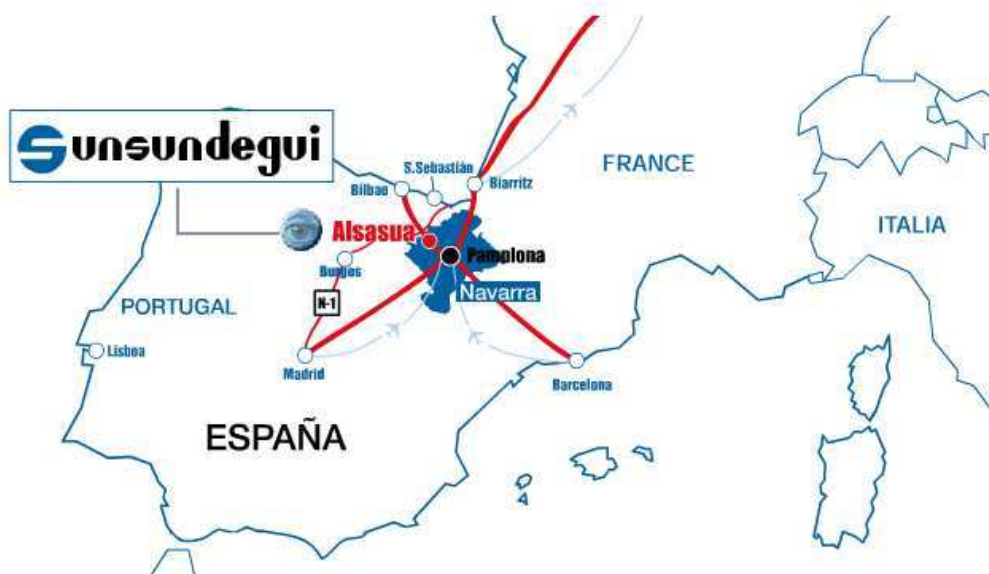 Sunsundegui
S.Sebastián
Bilbao
Biarritz
FRANCE
ITALIA
Alsasua
Pamplona
Burgos
Navarra
PORTUGAL
N-1
Lisboa
Madrid
Barcelona
ESPAÑA